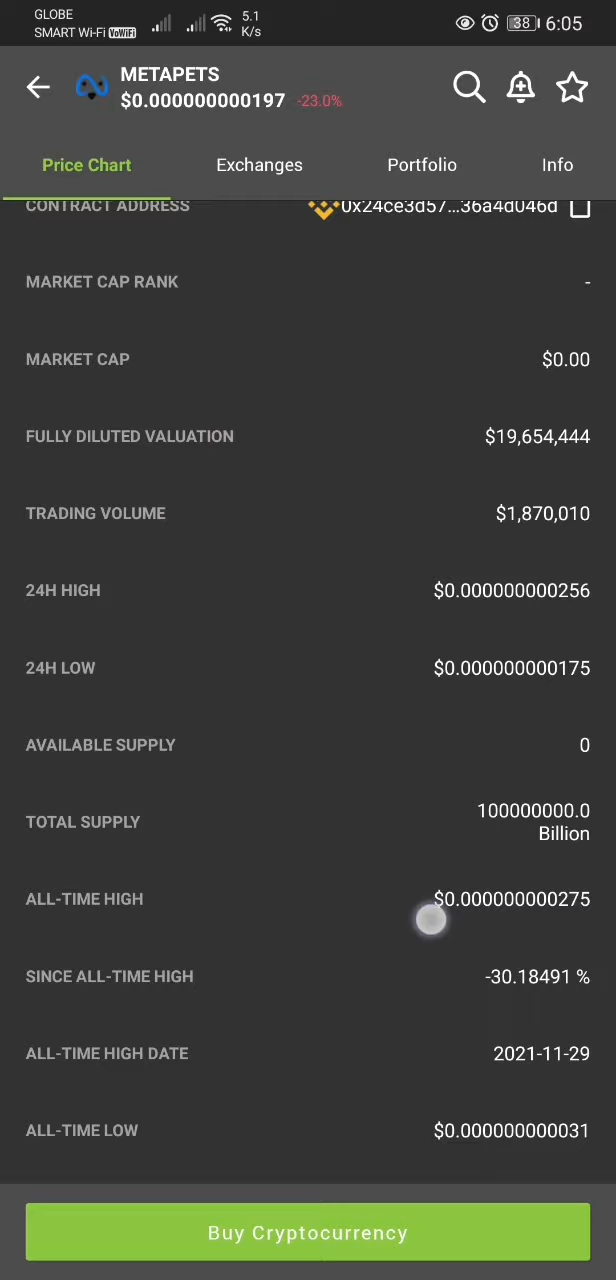 GLOBE
SMART Wi-Fi VoWiFi
5.1
K/s
38
6:05
METAPETS
$0.000000000197 -23.0%
Price Chart
Exchanges
Portfolio
Info
CONTRACT ADDRESS
0x24ce3d57...36a4d046d
MARKET CAP RANK
-
MARKET CAP
$0.00
FULLY DILUTED VALUATION
$19,654,444
TRADING VOLUME
$1,870,010
24H HIGH
$0.000000000256
24H LOW
$0.000000000175
AVAILABLE SUPPLY
0
TOTAL SUPPLY
100000000.0
Billion
ALL-TIME HIGH
$0.000000000275
SINCE ALL-TIME HIGH
-30.18491 %
ALL-TIME HIGH DATE
2021-11-29
ALL-TIME LOW
$0.000000000031
Buy Cryptocurrency